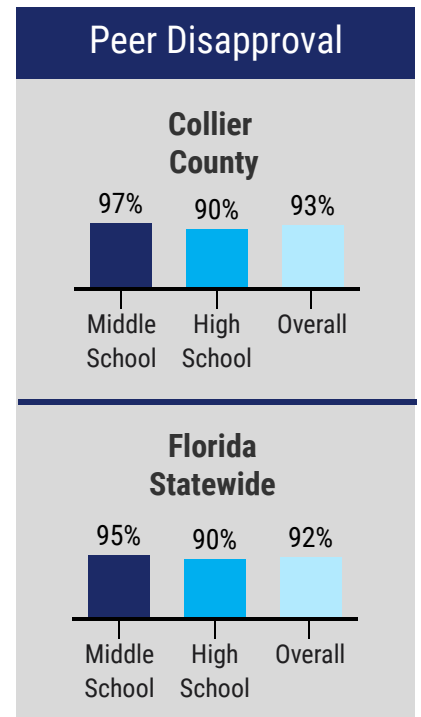 Peer Disapproval
Collier
County
97% 90% 93%
Middle High Overall
School School
Florida
Statewide
95% 90% 92%
Middle High Overall
School School